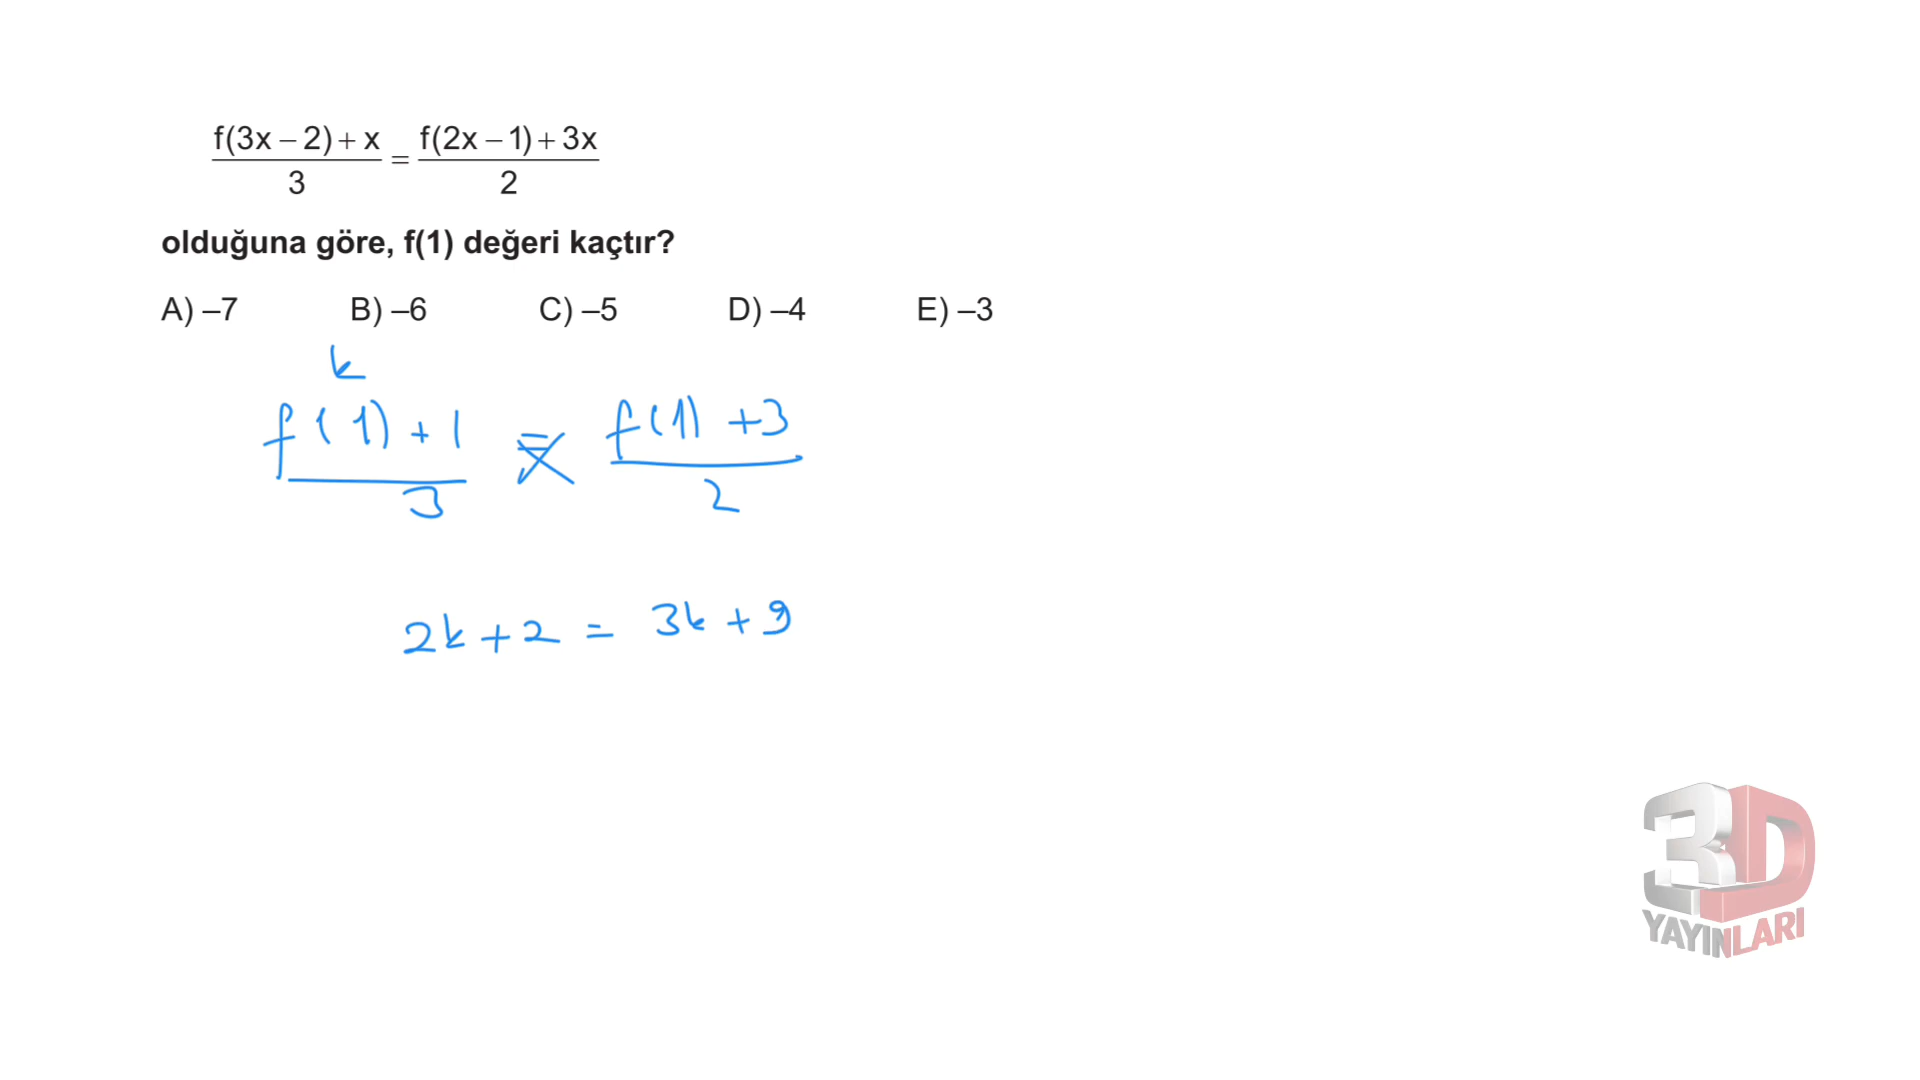 f(3x – 2) + x / 3 = f(2x – 1) + 3x / 2
olduğuna göre, f(1) değeri kaçtır?
A) –7 B) –6 C) –5 D) –4 E) –3
k
f(1) + 1 / 3 = f(1) + 3 / 2
2k + 2 = 3k + 9
3D
YAYINLARI